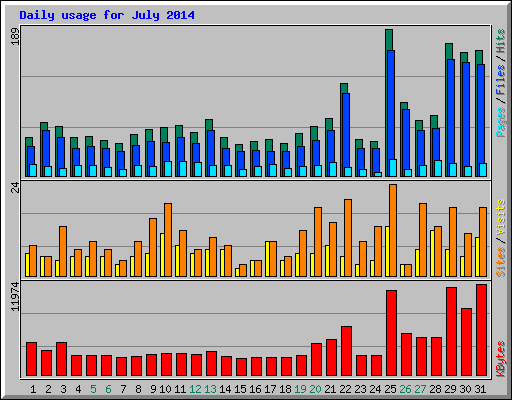 Daily usage for July 2014
189
Pages / Files / Hits
24
Sites / Visits
11974
KBytes
1 2 3 4 5 6 7 8 9 10 11 12 13 14 15 16 17 18 19 20 21 22 23 24 25 26 27 28 29 30 31